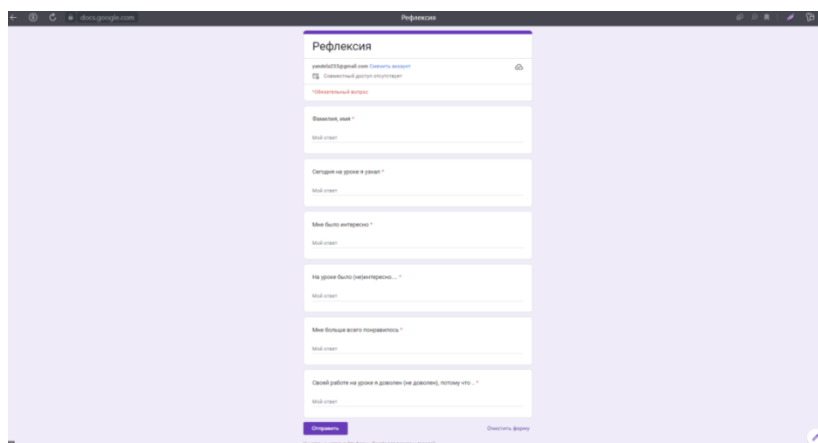 docs.google.com
Рефлексия
Рефлексия
Сменить аккаунт
Совместный доступ отсутствует
*Обязательный вопрос
Фамилия, имя *
Мой ответ
Сегодня на уроке я узнал *
Мой ответ
Мне было интересно *
Мой ответ
На уроке было (не)интересно.... *
Мой ответ
Мне больше всего понравилось *
Мой ответ
Своей работе на уроке я доволен (не доволен), потому что .. *
Мой ответ
Отправить
Очистить форму